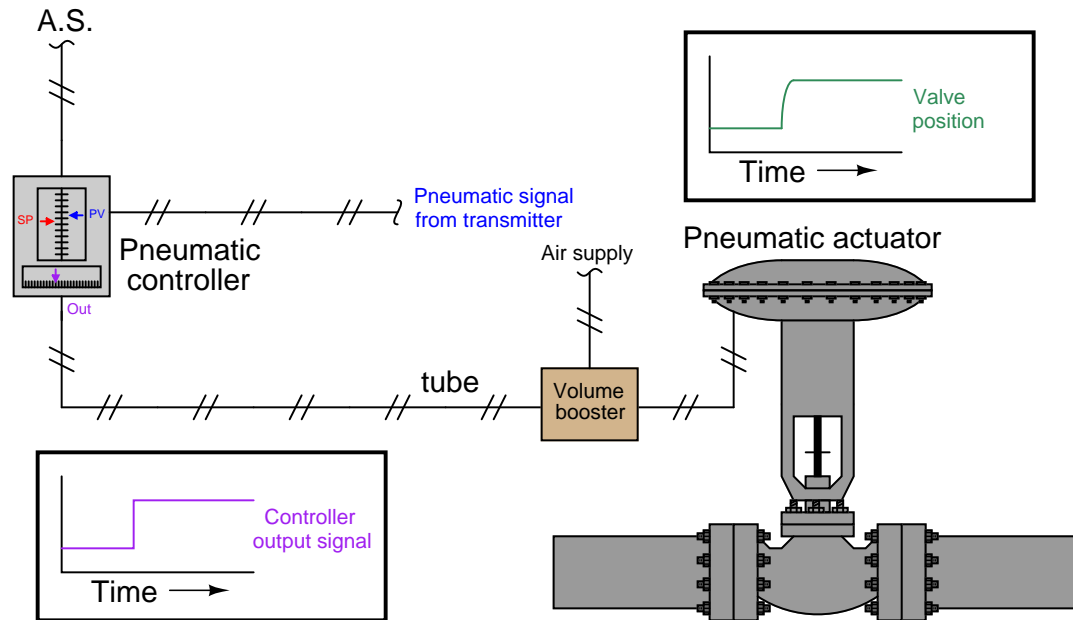 A.S.
SP
PV
Out
Pneumatic
controller
Pneumatic signal
from transmitter
Air supply
tube
Volume
booster
Pneumatic actuator
Valve
position
Time
Controller
output signal
Time